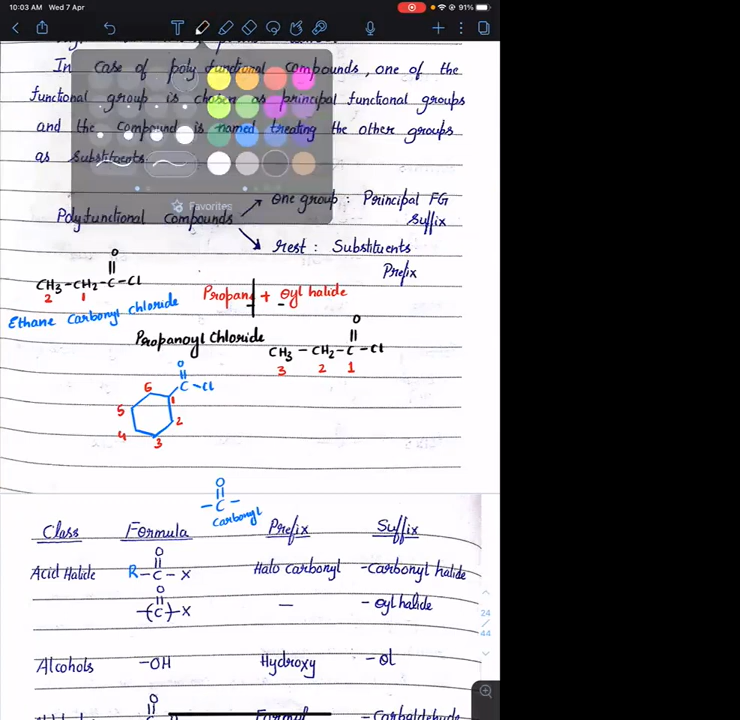 10:03 AM Wed 7 Apr
91%
In case of poly functional compounds, one of the
functional group is chosen as principal functional groups
and the compound is named treating the other groups
as substituents.
Favorites
One group : Principal FG
Suffix
Polyfunctional compounds
rest : Substituents
Prefix
O
CH3-CH2-C-Cl
2 1
Ethane carbonyl chloride
Propane + oyl halide
Propanoyl chloride
O
CH3 - CH2 - C - Cl
3 2 1
O
C - Cl
6
1
5
2
4
3
O
- C -
Carbonyl
Class Formula Prefix Suffix
O
Acid Halide R-C-X Halo carbonyl -Carbonyl halide
O
-(C)-X - - oyl halide
24
/
44
Alcohols -OH Hydroxy - ol
O
Formyl -Carbaldehyde